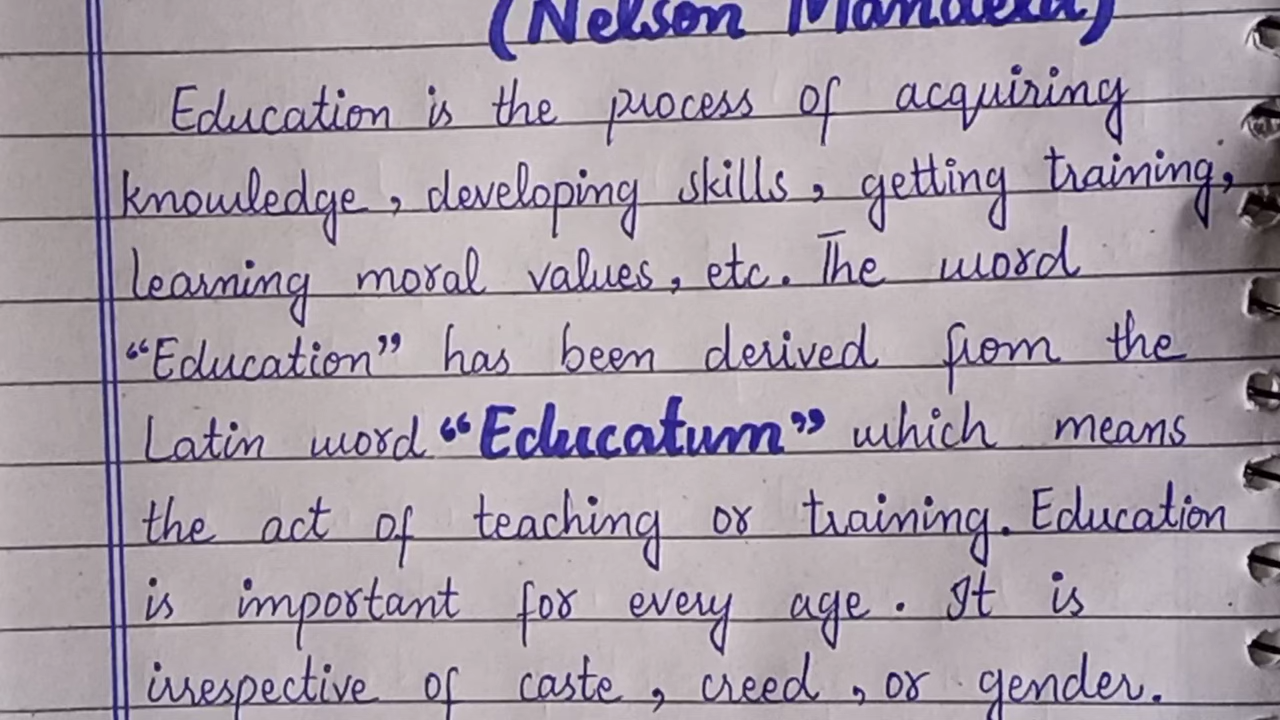 (Nelson Mandela)
Education is the process of acquiring
knowledge, developing skills, getting training,
learning moral values, etc. The word
“Education” has been derived from the
Latin word “Educatum” which means
the act of teaching or training. Education
is important for every age. It is
irrespective of caste, creed, or gender.